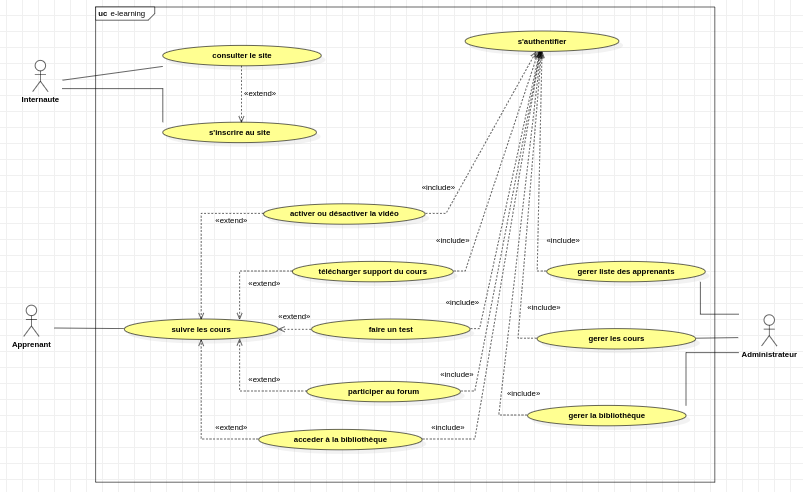 uc e-learning
s'authentifier
consulter le site
«extend»
Internaute
s'inscrire au site
«include»
activer ou désactiver la vidéo
«extend»
«include»
«include»
télécharger support du cours
gerer liste des apprenants
«extend»
«include»
«include»
«extend»
suivre les cours
faire un test
Apprenant
gerer les cours
Administrateur
«include»
«extend»
participer au forum
«include»
gerer la bibliothèque
«extend»
«include»
acceder à la bibliothèque